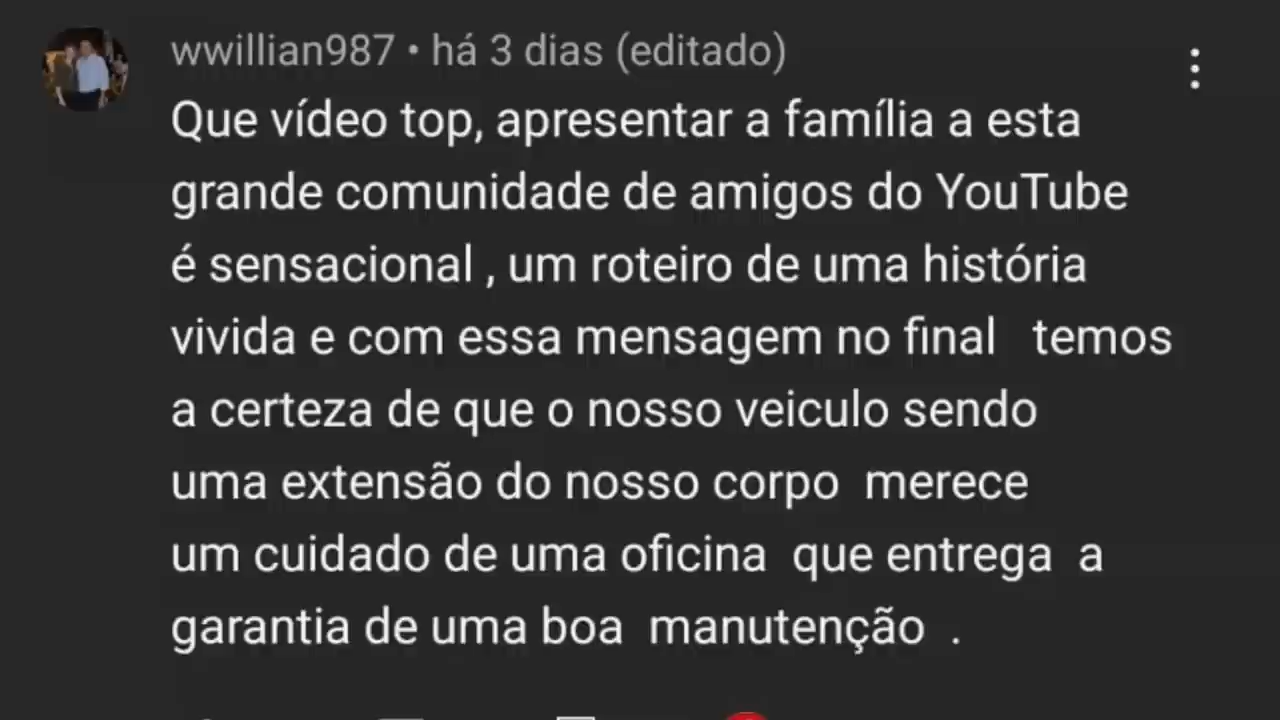 wwillian987 • há 3 dias (editado)
Que vídeo top, apresentar a família a esta
grande comunidade de amigos do YouTube
é sensacional , um roteiro de uma história
vivida e com essa mensagem no final   temos
a certeza de que o nosso veiculo sendo
uma extensão do nosso corpo  merece
um cuidado de uma oficina  que entrega  a
garantia de uma boa  manutenção  .